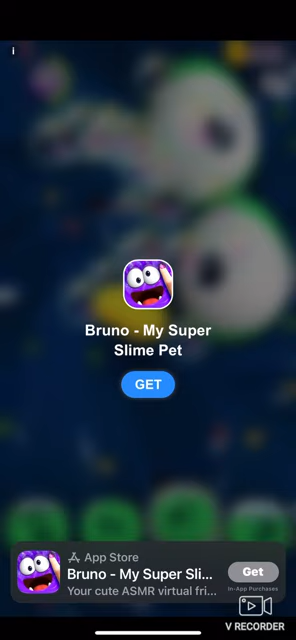 i
Bruno - My Super
Slime Pet
GET
App Store
Bruno - My Super Sli...
Get
Your cute ASMR virtual fri...
In-App Purchases
V RECORDER